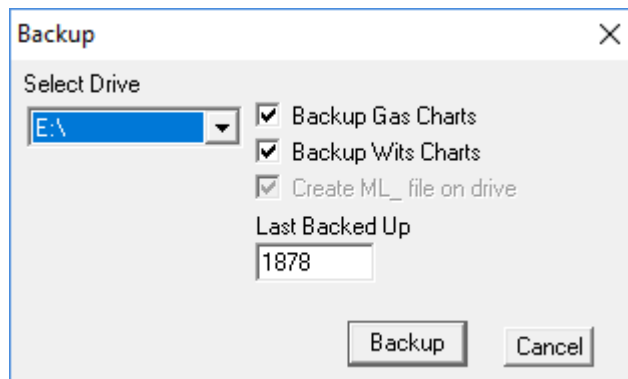 Backup
Select Drive
E:\
Backup Gas Charts
Backup Wits Charts
Create ML_ file on drive
Last Backed Up
1878
Backup
Cancel